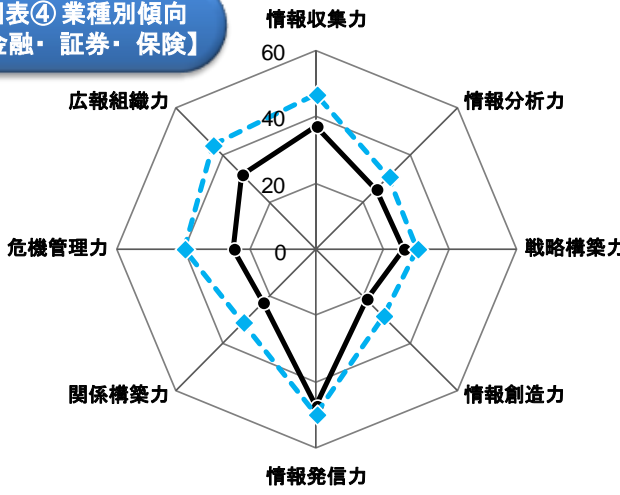 表④ 業種別傾向
金融・ 証券・ 保険】
情報収集力
60
広報組織力
情報分析力
40
20
危機管理力
0
戦略構築力
関係構築力
情報創造力
情報発信力